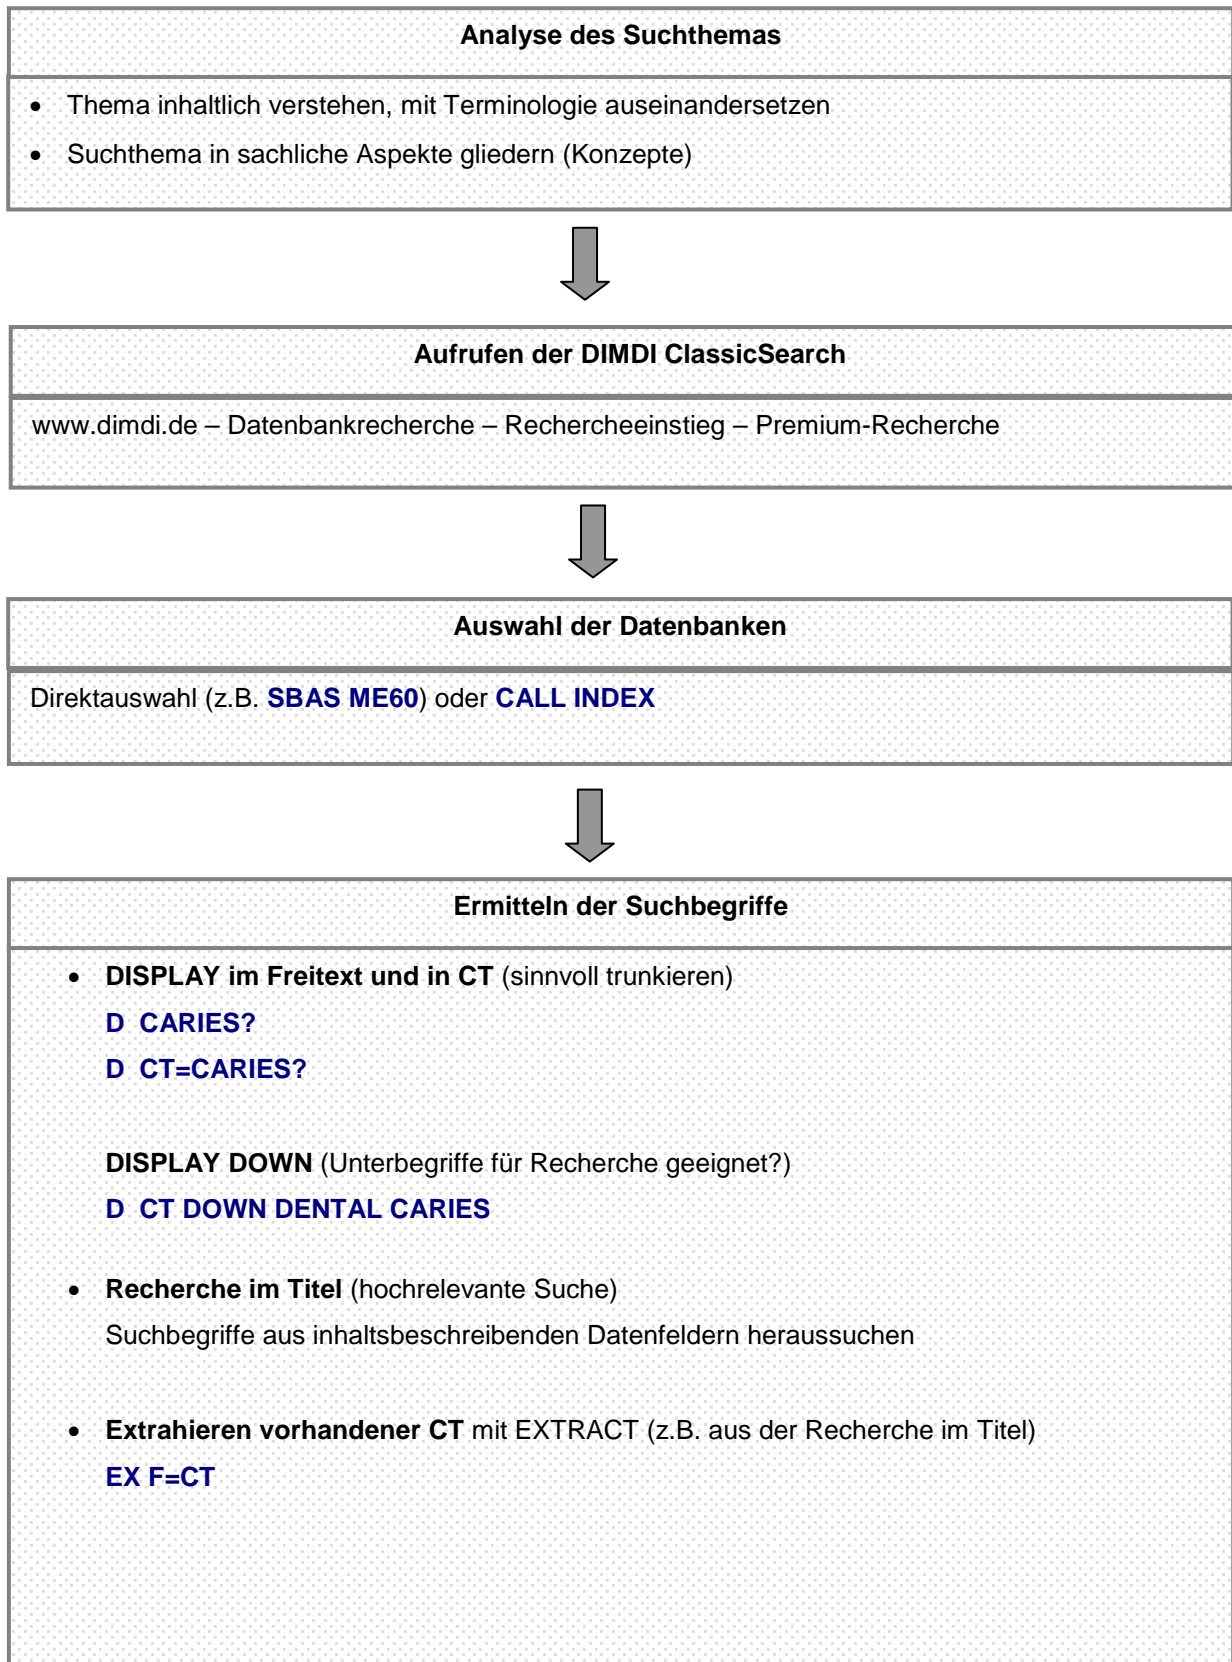 Analyse des Suchthemas
• Thema inhaltlich verstehen, mit Terminologie auseinandersetzen
• Suchthema in sachliche Aspekte gliedern (Konzepte)
Aufrufen der DIMDI ClassicSearch
www.dimdi.de – Datenbankrecherche – Rechercheeinstieg – Premium-Recherche
Auswahl der Datenbanken
Direktauswahl (z.B. SBAS ME60) oder CALL INDEX
Ermitteln der Suchbegriffe
• DISPLAY im Freitext und in CT (sinnvoll trunkieren)
D CARIES?
D CT=CARIES?
DISPLAY DOWN (Unterbegriffe für Recherche geeignet?)
D CT DOWN DENTAL CARIES
• Recherche im Titel (hochrelevante Suche)
Suchbegriffe aus inhaltsbeschreibenden Datenfeldern heraussuchen
• Extrahieren vorhandener CT mit EXTRACT (z.B. aus der Recherche im Titel)
EX F=CT